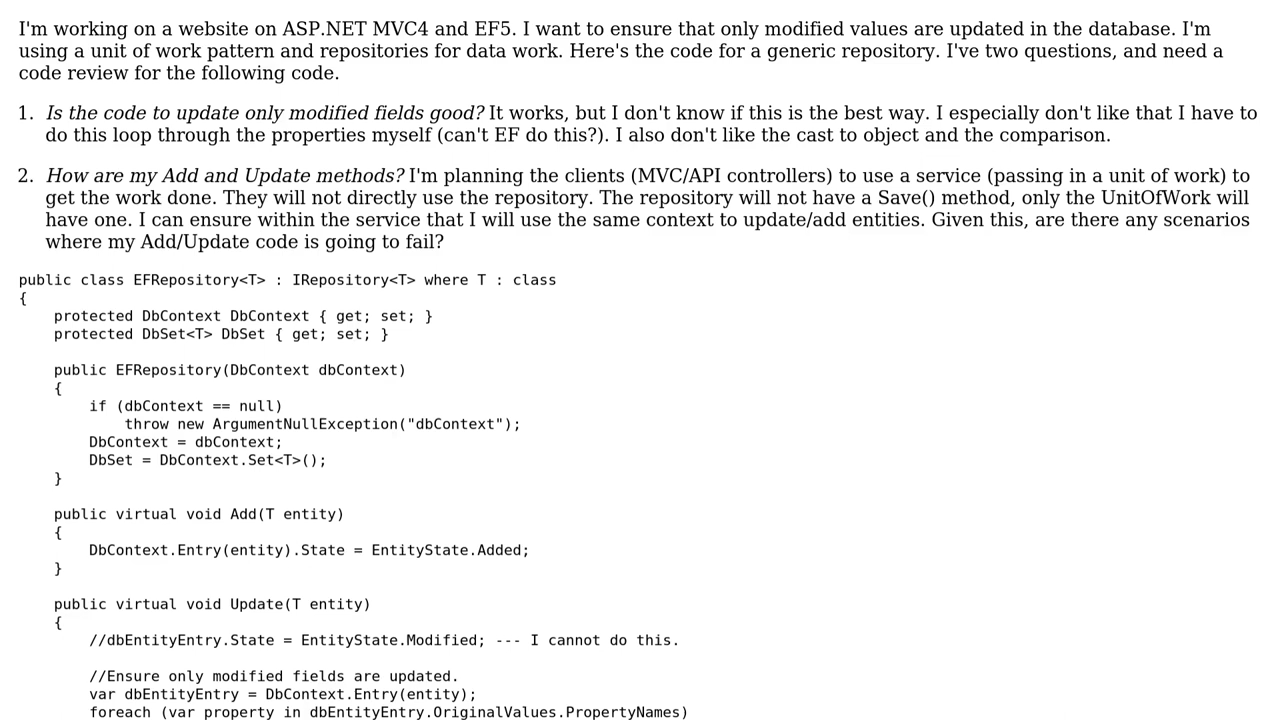 I'm working on a website on ASP.NET MVC4 and EF5. I want to ensure that only modified values are updated in the database. I'm
using a unit of work pattern and repositories for data work. Here's the code for a generic repository. I've two questions, and need a
code review for the following code.
1. Is the code to update only modified fields good? It works, but I don't know if this is the best way. I especially don't like that I have to
do this loop through the properties myself (can't EF do this?). I also don't like the cast to object and the comparison.
2. How are my Add and Update methods? I'm planning the clients (MVC/API controllers) to use a service (passing in a unit of work) to
get the work done. They will not directly use the repository. The repository will not have a Save() method, only the UnitOfWork will
have one. I can ensure within the service that I will use the same context to update/add entities. Given this, are there any scenarios
where my Add/Update code is going to fail?
public class EFRepository<T> : IRepository<T> where T : class
{
    protected DbContext DbContext { get; set; }
    protected DbSet<T> DbSet { get; set; }
    public EFRepository(DbContext dbContext)
    {
        if (dbContext == null)
            throw new ArgumentNullException("dbContext");
        DbContext = dbContext;
        DbSet = DbContext.Set<T>();
    }
    public virtual void Add(T entity)
    {
        DbContext.Entry(entity).State = EntityState.Added;
    }
    public virtual void Update(T entity)
    {
        //dbEntityEntry.State = EntityState.Modified; --- I cannot do this.
        //Ensure only modified fields are updated.
        var dbEntityEntry = DbContext.Entry(entity);
        foreach (var property in dbEntityEntry.OriginalValues.PropertyNames)